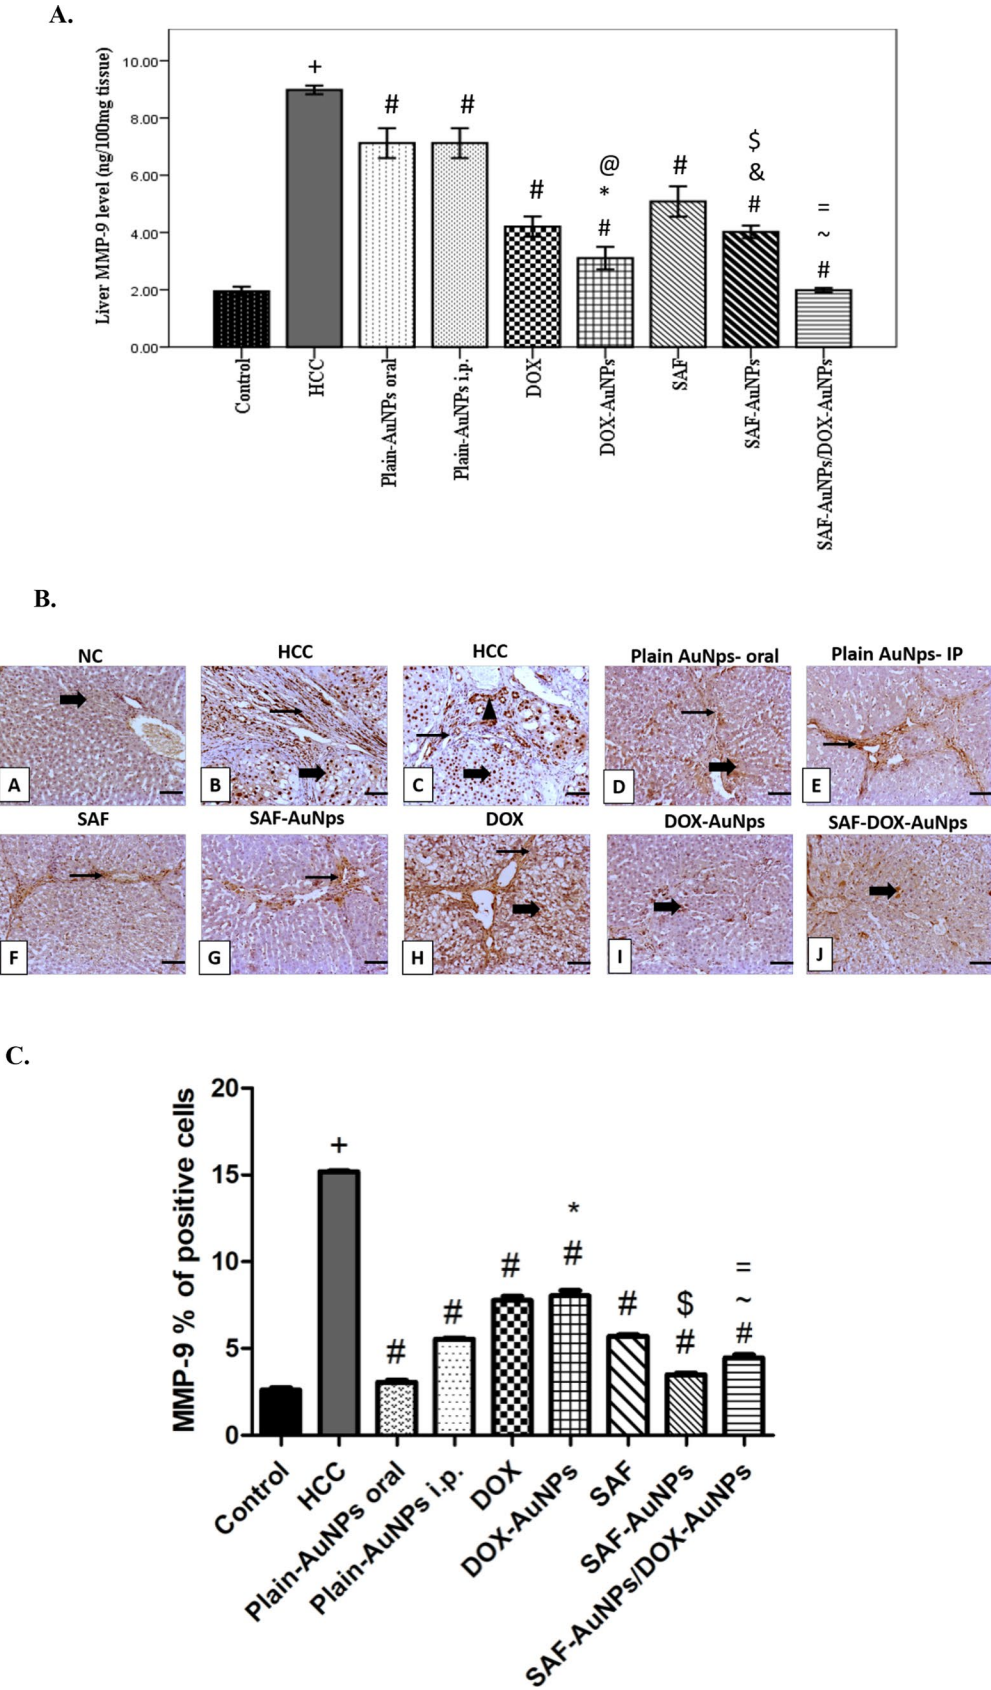 A.
Liver MMP-9 level (ng/100mg tissue)
10.00
8.00
6.00
4.00
2.00
0.00
+
#
#
#
@
*
#
#
$
&
#
=
~
#
Control
HCC
Plain-AuNPs oral
Plain-AuNPs i.p.
DOX
DOX-AuNPs
SAF
SAF-AuNPs
SAF-AuNPs/DOX-AuNPs
B.
NC
HCC
HCC
Plain AuNps- oral
Plain AuNps- IP
A
B
C
D
E
SAF
SAF-AuNps
DOX
DOX-AuNps
SAF-DOX-AuNps
F
G
H
I
J
C.
MMP-9 % of positive cells
20
15
10
5
0
+
#
#
#
*
#
#
$
#
=
~
#
Control
HCC
Plain-AuNPs oral
Plain-AuNPs i.p.
DOX
DOX-AuNPs
SAF
SAF-AuNPs
SAF-AuNPs/DOX-AuNPs